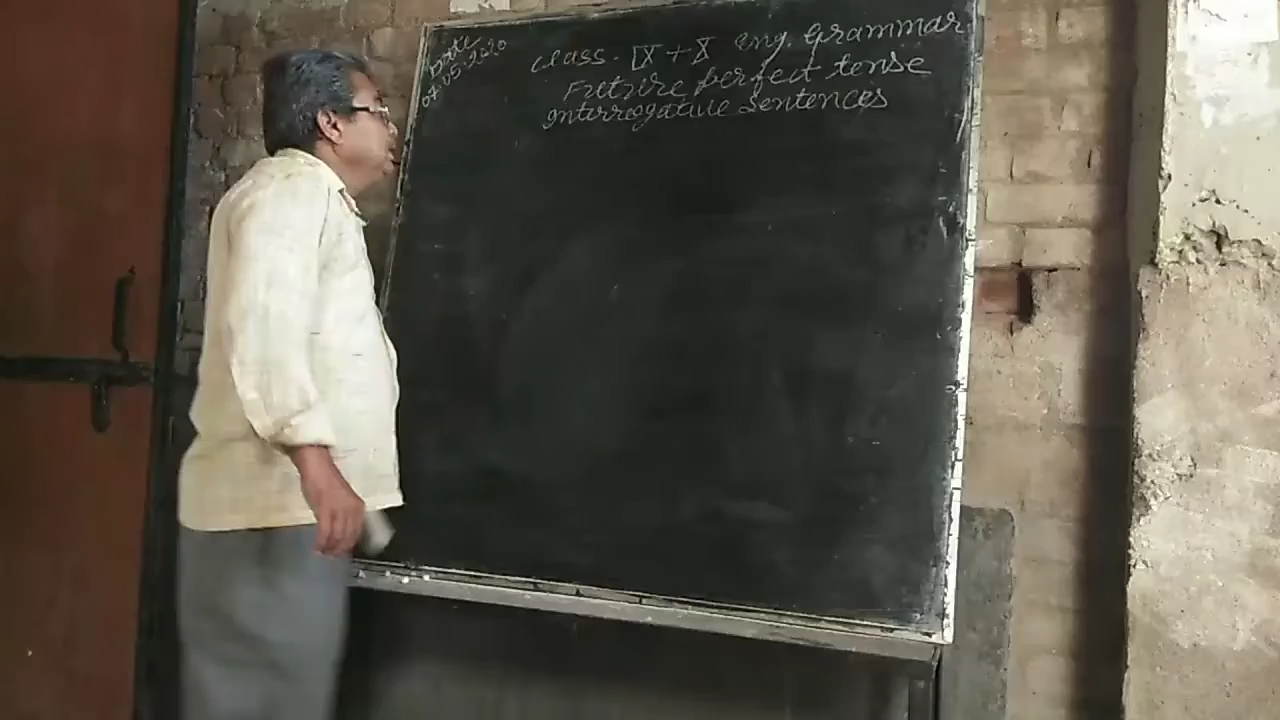 Date
07.05.2020
Class. IX + X Eng. Grammar
Future perfect tense
Interrogative Sentences